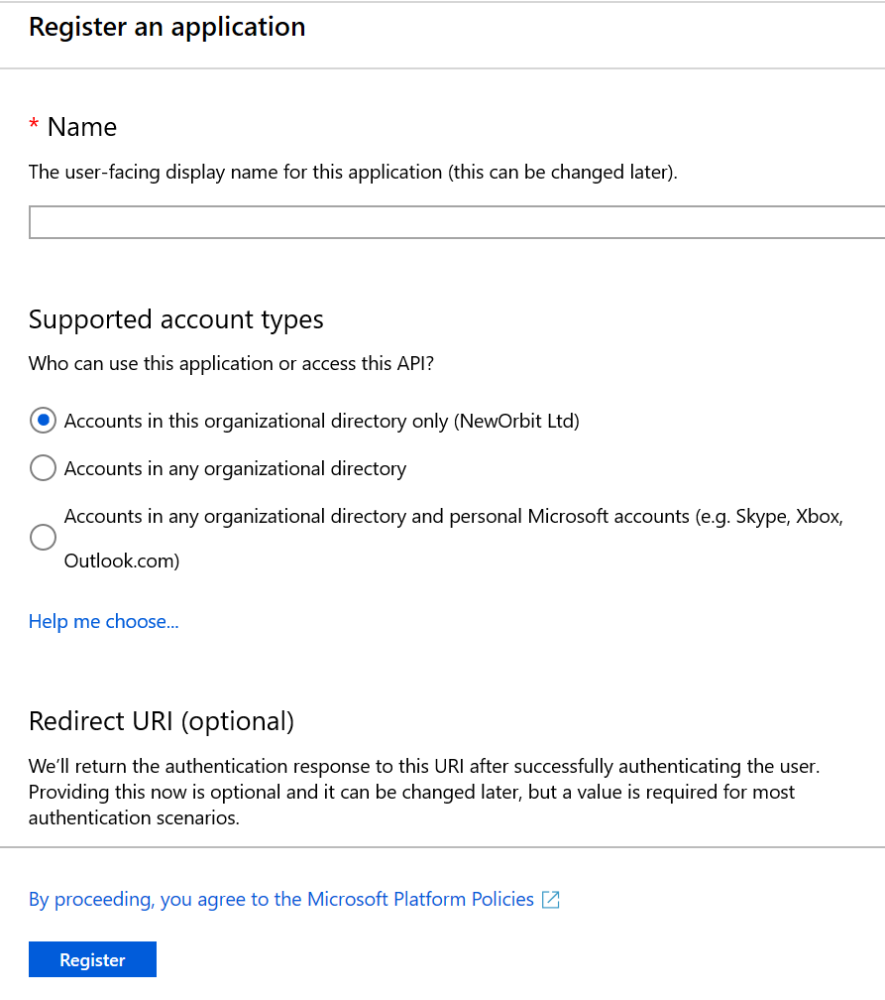 Register an application
* Name
The user-facing display name for this application (this can be changed later).
Supported account types
Who can use this application or access this API?
Accounts in this organizational directory only (NewOrbit Ltd)
Accounts in any organizational directory
Accounts in any organizational directory and personal Microsoft accounts (e.g. Skype, Xbox,
Outlook.com)
Help me choose...
Redirect URI (optional)
We'll return the authentication response to this URI after successfully authenticating the user.
Providing this now is optional and it can be changed later, but a value is required for most
authentication scenarios.
By proceeding, you agree to the Microsoft Platform Policies
Register